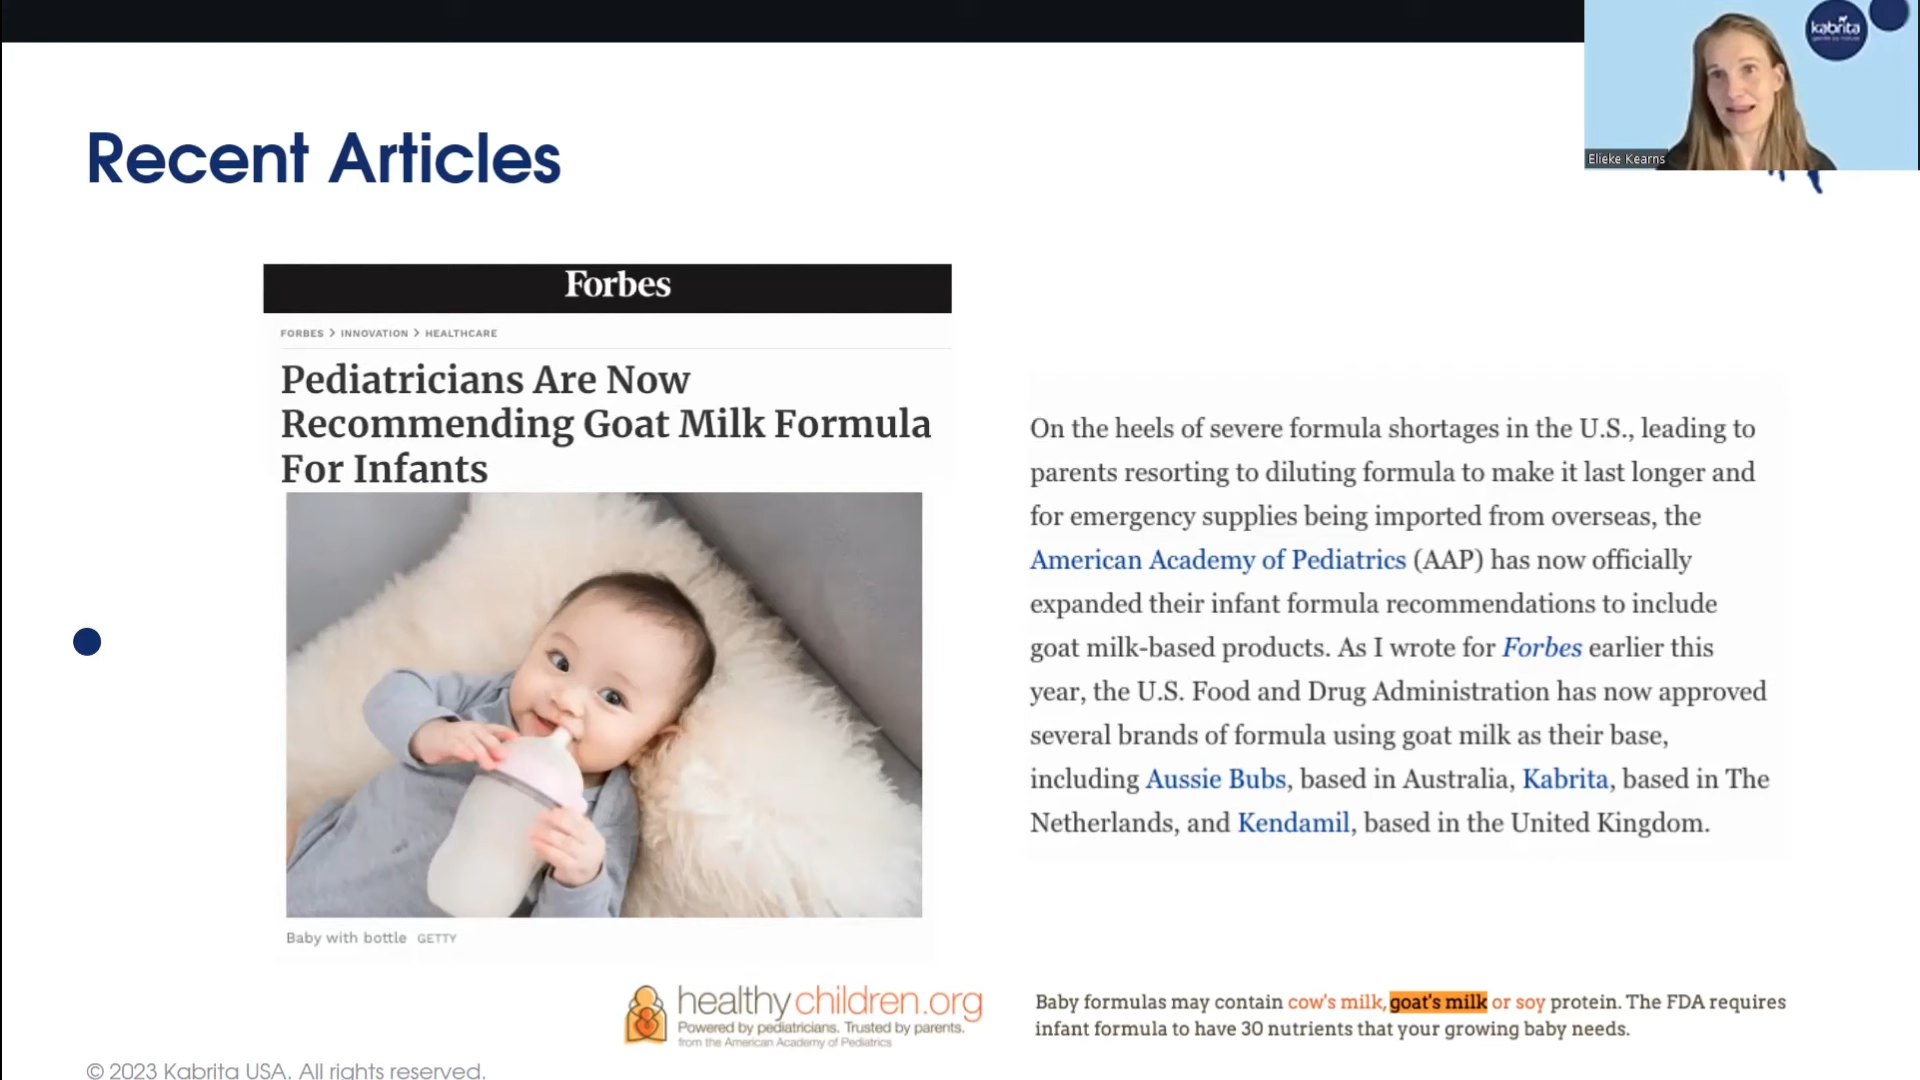 kabrita
Elieke Kearns
Recent Articles
Forbes
FORBES > INNOVATION > HEALTHCARE
Pediatricians Are Now
Recommending Goat Milk Formula
For Infants
Baby with bottle GETTY
On the heels of severe formula shortages in the U.S., leading to
parents resorting to diluting formula to make it last longer and
for emergency supplies being imported from overseas, the
American Academy of Pediatrics (AAP) has now officially
expanded their infant formula recommendations to include
goat milk-based products. As I wrote for Forbes earlier this
year, the U.S. Food and Drug Administration has now approved
several brands of formula using goat milk as their base,
including Aussie Bubs, based in Australia, Kabrita, based in The
Netherlands, and Kendamil, based in the United Kingdom.
healthychildren.org
Powered by pediatricians. Trusted by parents.
from the American Academy of Pediatrics
Baby formulas may contain cow's milk, goat's milk or soy protein. The FDA requires
infant formula to have 30 nutrients that your growing baby needs.
© 2023 Kabrita USA. All rights reserved.